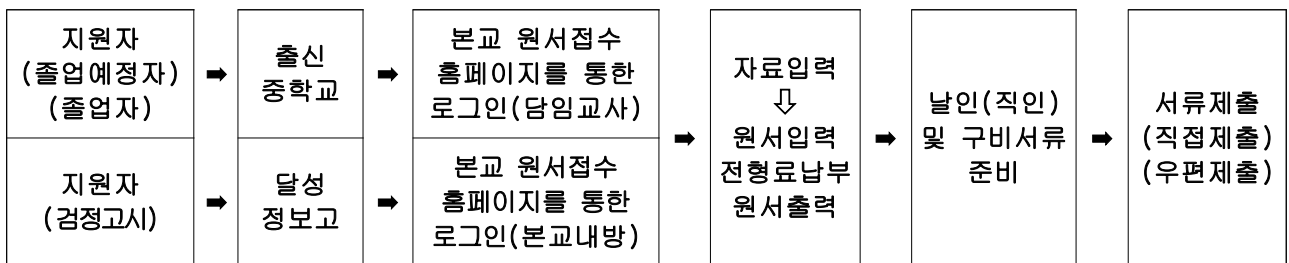 지원자
(졸업예정자)
(졸업자)
➡
출신
중학교
➡
본교 원서접수
홈페이지를 통한
로그인(담임교사)
지원자
(검정고시)
➡
달성
정보고
➡
본교 원서접수
홈페이지를 통한
로그인(본교내방)
➡
자료입력
⇩
원서입력
전형료납부
원서출력
➡
날인(직인)
및 구비서류
준비
➡
서류제출
(직접제출)
(우편제출)